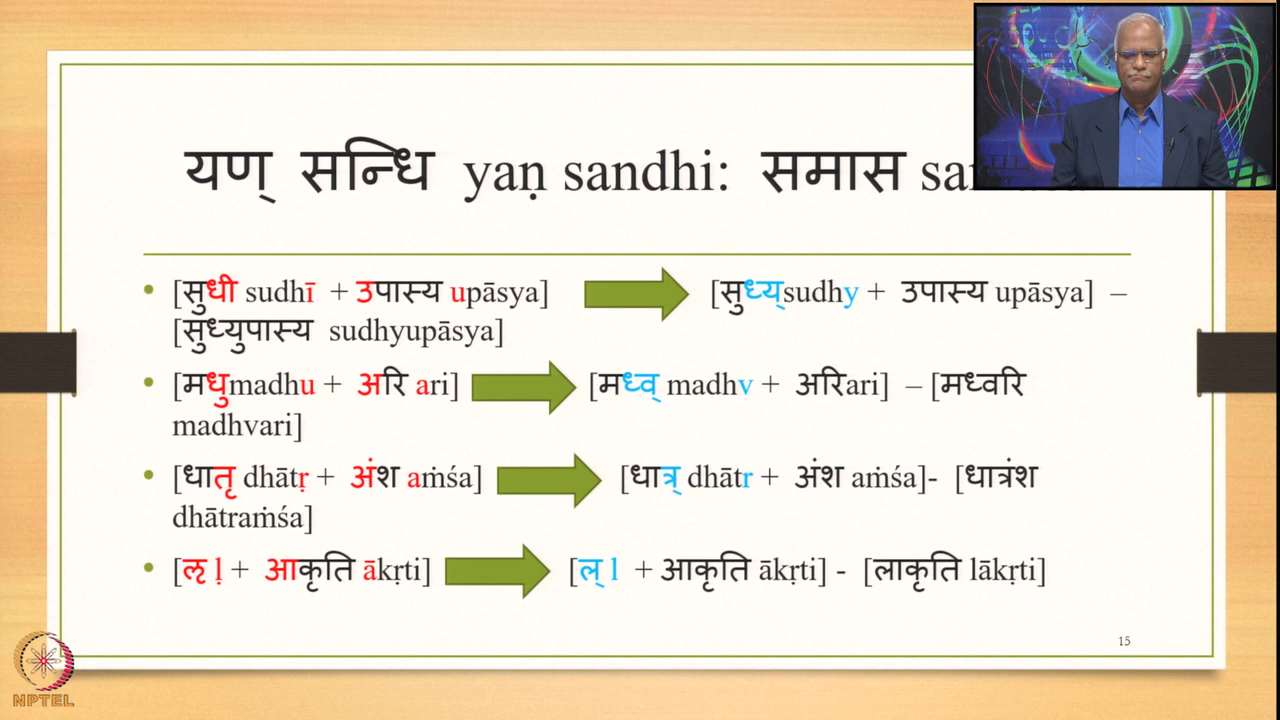 यण् सन्धि yaṇ sandhi: समास
[सुधी sudhī + उपास्य upāsya] [सुध्य्sudhy + उपास्य upāsya] –
[सुध्युपास्य sudhyupāsya]
[मधुmadhu + अरि ari] [मध्व् madhv + अरिari] – [मध्वरि
madhvari]
[धातृ dhātṛ + अंश aṁśa] [धात्र् dhātr + अंश aṁśa]- [धात्रंश
dhātraṁśa]
[ऌ ḷ + आकृति ākṛti] [ल् l + आकृति ākṛti] - [लाकृति lākṛti]
15
NPTEL